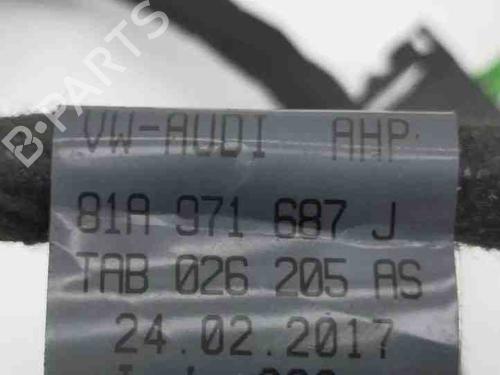 B-PARTS
VW-AUDI AHP
81A 971 687 J
TAB 026 205 AS
24.02.2017